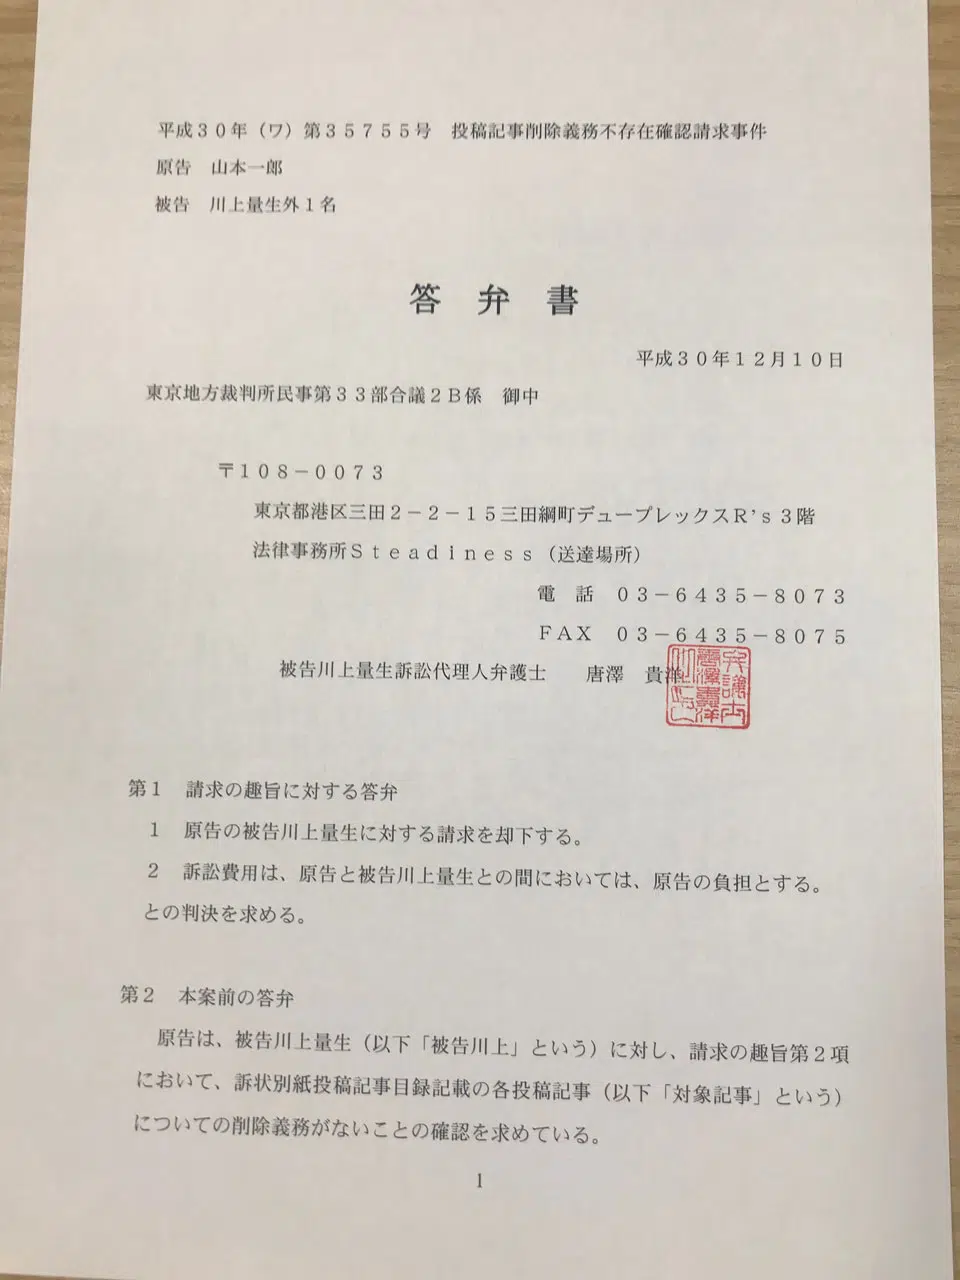 平成３０年（ワ）第３５７５５号　投稿記事削除義務不存在確認請求事件
原告　山本一郎
被告　川上量生外１名
答　弁　書
平成３０年１２月１０日
東京地方裁判所民事第３３部合議２Ｂ係　御中
〒１０８－００７３
東京都港区三田２－２－１５三田綱町デュープレックスＲ’ｓ３階
法律事務所Ｓｔｅａｄｉｎｅｓｓ（送達場所）
電　話　０３－６４３５－８０７３
ＦＡＸ　０３－６４３５－８０７５
被告川上量生訴訟代理人弁護士　　唐澤　貴洋
第１　請求の趣旨に対する答弁
１　原告の被告川上量生に対する請求を却下する。
２　訴訟費用は、原告と被告川上量生との間においては、原告の負担とする。
との判決を求める。
第２　本案前の答弁
原告は、被告川上量生（以下「被告川上」という）に対し、請求の趣旨第２項
において、訴状別紙投稿記事目録記載の各投稿記事（以下「対象記事」という）
についての削除義務がないことの確認を求めている。
1